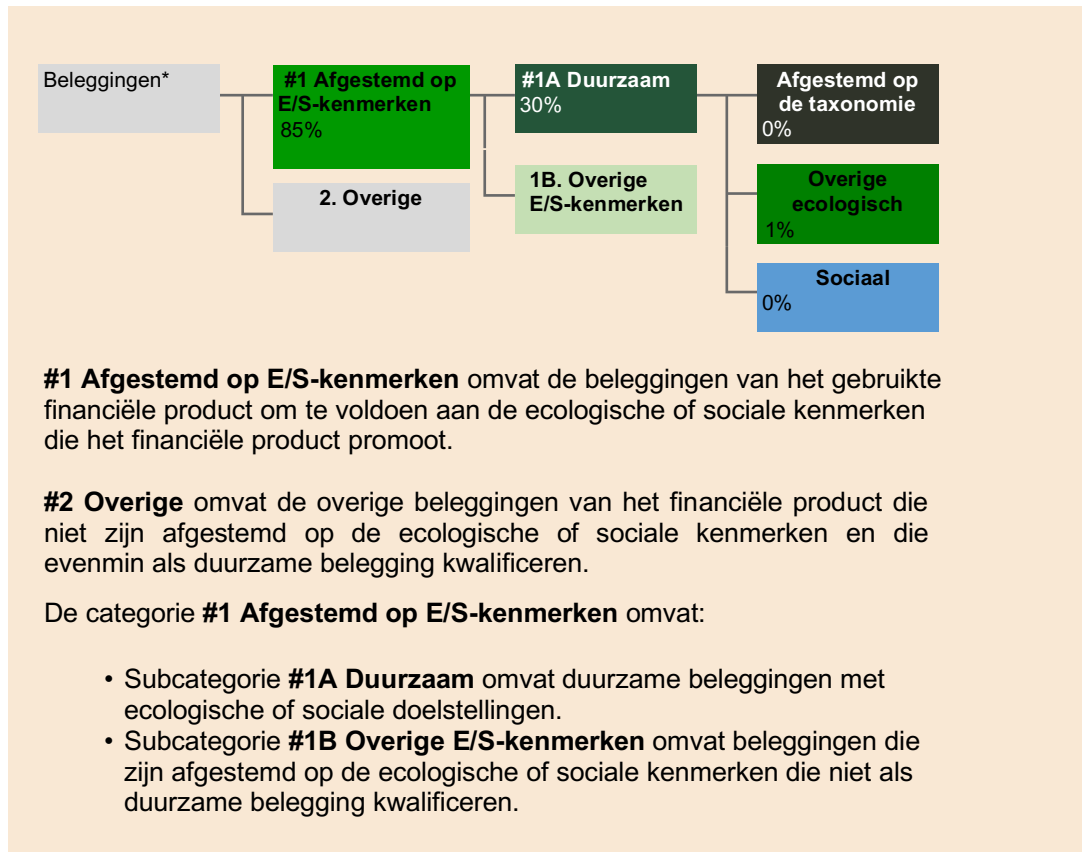 Beleggingen*
#1 Afgestemd op
E/S-kenmerken
85%
2. Overige
#1A Duurzaam
30%
1B. Overige
E/S-kenmerken
Afgestemd op
de taxonomie
0%
Overige
ecologisch
1%
Sociaal
0%
#1 Afgestemd op E/S-kenmerken omvat de beleggingen van het gebruikte
financiële product om te voldoen aan de ecologische of sociale kenmerken
die het financiële product promoot.
#2 Overige omvat de overige beleggingen van het financiële product die
niet zijn afgestemd op de ecologische of sociale kenmerken en die
evenmin als duurzame belegging kwalificeren.
De categorie #1 Afgestemd op E/S-kenmerken omvat:
• Subcategorie #1A Duurzaam omvat duurzame beleggingen met
ecologische of sociale doelstellingen.
• Subcategorie #1B Overige E/S-kenmerken omvat beleggingen die
zijn afgestemd op de ecologische of sociale kenmerken die niet als
duurzame belegging kwalificeren.